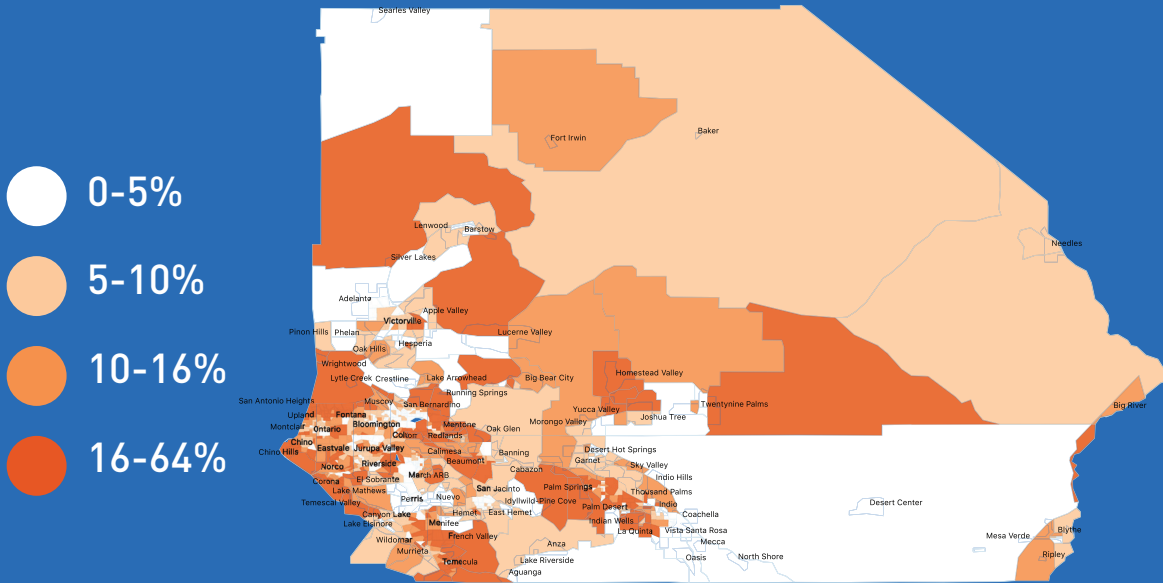 Searles Valley
Fort Irwin
Baker
0-5%
Lenwood
Barstow
Needles
Silver Lakes
5-10%
Adelanto
Apple Valley
Victorville
Pinon Hills
Phelan
Lucerne Valley
Hesperia
Oak Hills
Wrightwood
10-16%
Homestead Valley
Lytle Creek
Crestline
Lake Arrowhead
Big Bear City
Running Springs
San Antonio Heights
Muscoy
San Bernardino
Twentynine Palms
Big River
Yucca Valley
Upland
Fontana
Joshua Tree
Montclair
Ontario
Bloomington
Mentone
Morongo Valley
Oak Glen
Colton
Redlands
Chino
16-64%
Eastvale
Jurupa Valley
Calimesa
Chino Hills
Banning
Desert Hot Springs
Norco
Riverside
Beaumont
Garnet
Cabazon
Sky Valley
March ARB
Corona
El Sobrante
Indio Hills
Lake Mathews
San Jacinto
Palm Springs
Thousand Palms
Perris
Nuevo
Temescal Valley
Idyllwild-Pine Cove
Indio
Desert Center
Palm Desert
Canyon Lake
Hemet
East Hemet
Coachella
Lake Elsinore
Menifee
Indian Wells
La Quinta
Vista Santa Rosa
Blythe
French Valley
Mesa Verde
Wildomar
Anza
Mecca
Murrieta
Oasis
North Shore
Ripley
Temecula
Lake Riverside
Aguanga